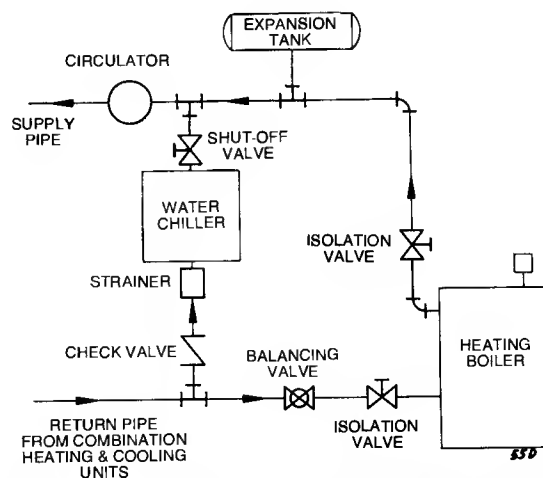 EXPANSION
TANK
CIRCULATOR
SUPPLY
PIPE
SHUT-OFF
VALVE
WATER
CHILLER
ISOLATION
VALVE
STRAINER
HEATING
BOILER
CHECK VALVE
BALANCING
VALVE
RETURN PIPE
FROM COMBINATION
HEATING & COOLING
UNITS
ISOLATION
VALVE